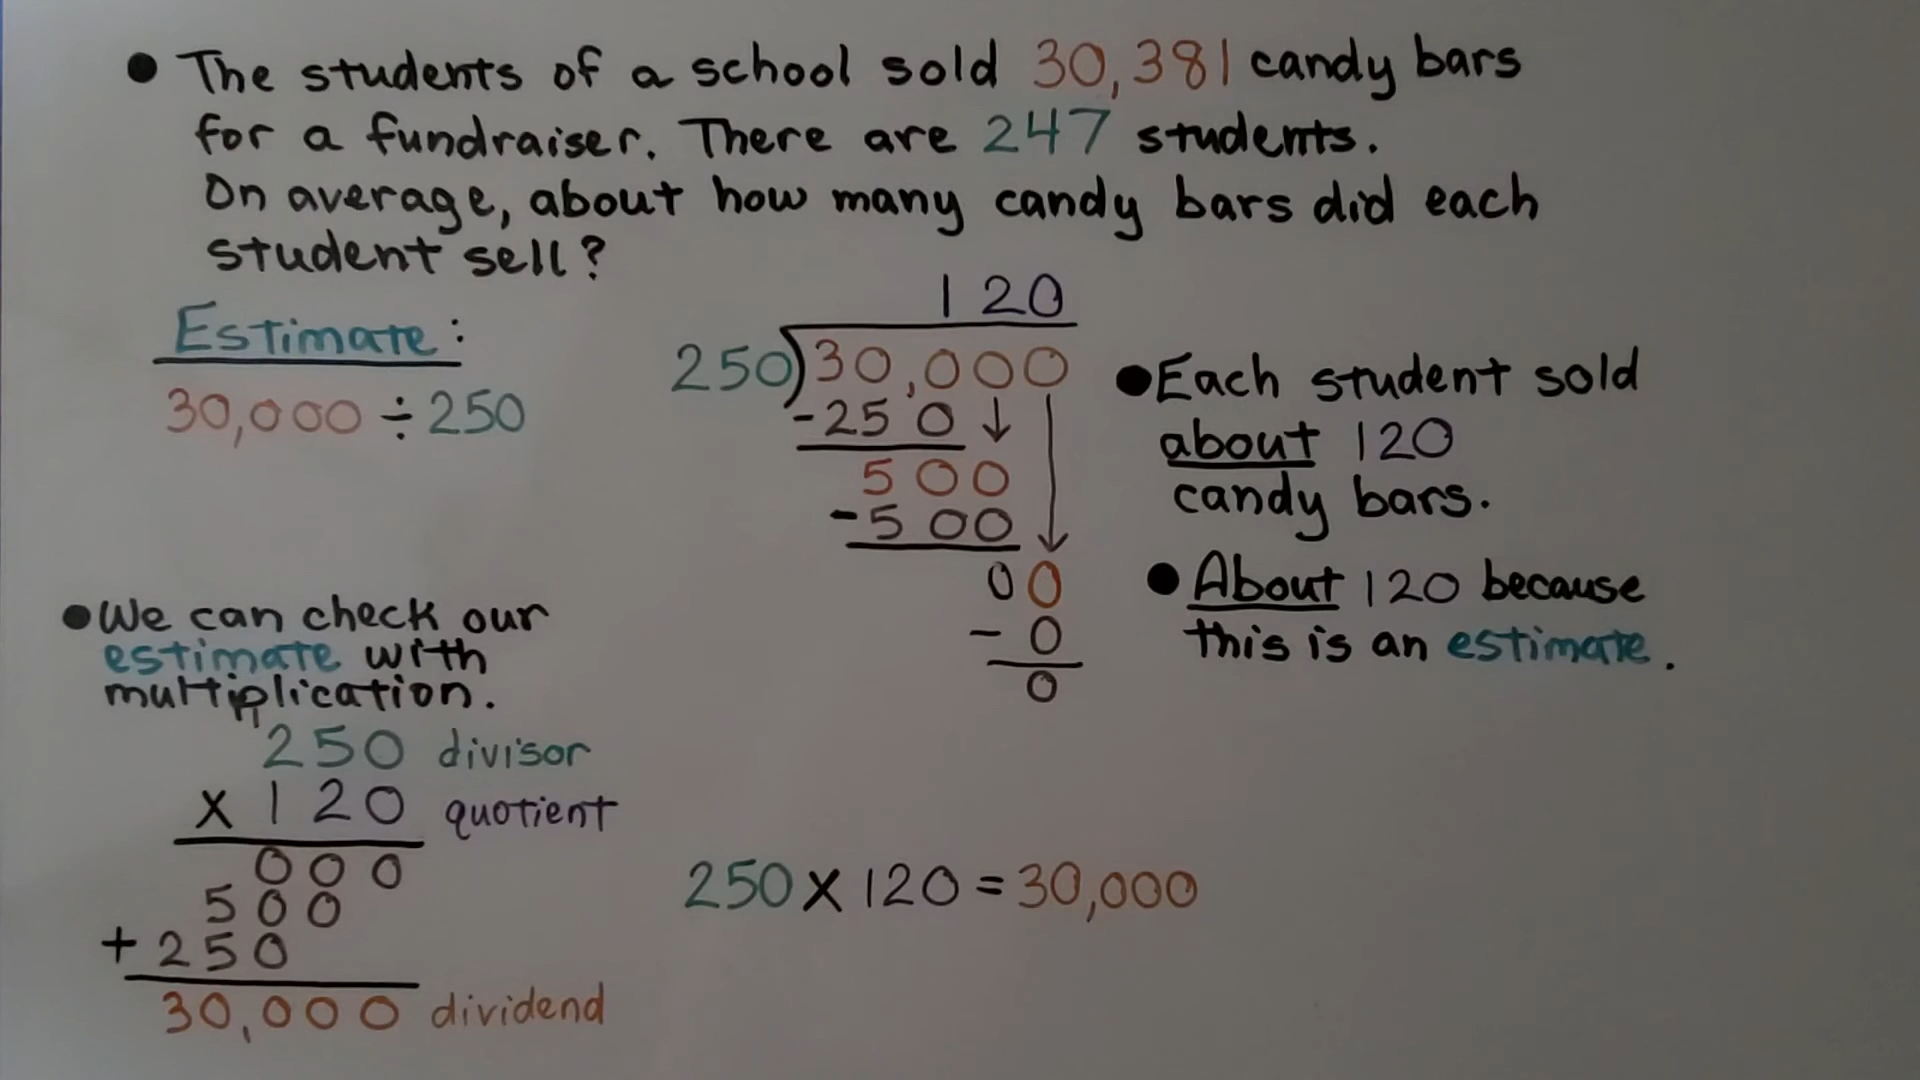 ● The students of a school sold 30,381 candy bars
for a fundraiser. There are 247 students.
On average, about how many candy bars did each
student sell?
Estimate:
30,000 ÷ 250
120
250)30,000
-250↓
500
-500
00
-0
0
● Each student sold
about 120
candy bars.
● About 120 because
this is an estimate.
● We can check our
estimate with
multiplication.
250 divisor
x 120 quotient
000
500
+ 250
30,000 dividend
250 x 120 = 30,000